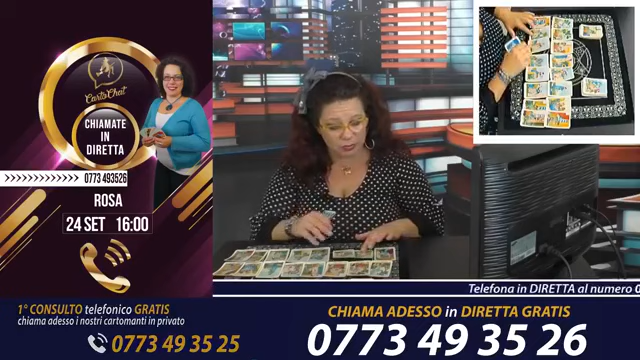 CartoChat
CHIAMATE
IN
DIRETTA
>>>>>>>>>>>> 0773 493526
ROSA
24 SET 16:00
Telefona in DIRETTA al numero 0
1° CONSULTO telefonico GRATIS
chiama adesso i nostri cartomanti in privato
0773 49 35 25
CHIAMA ADESSO in DIRETTA GRATIS
0773 49 35 26